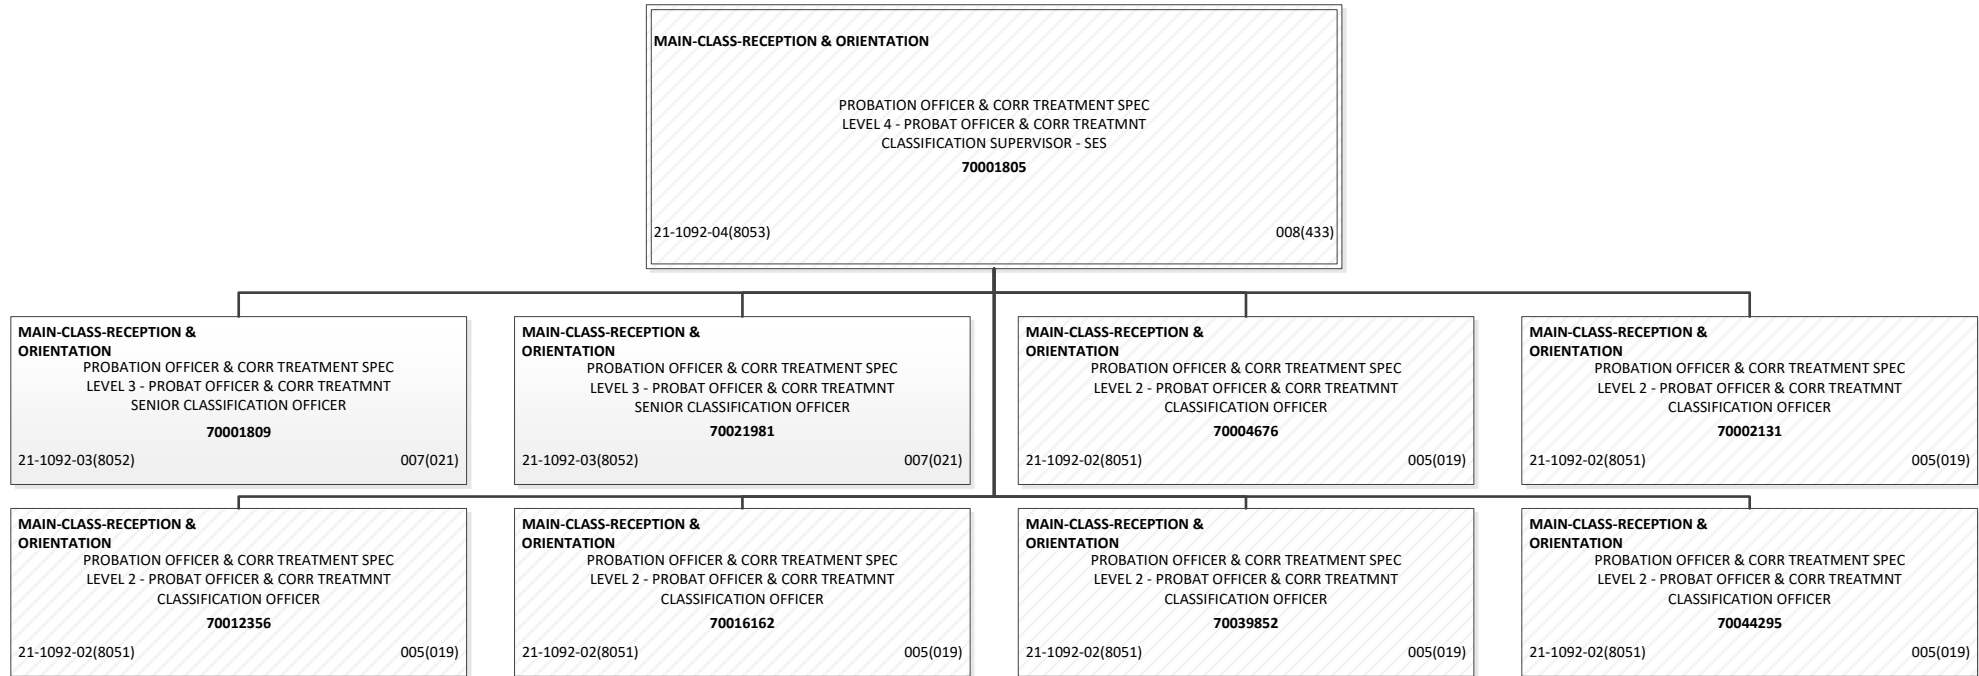 MAIN-CLASS-RECEPTION & ORIENTATION
PROBATION OFFICER & CORR TREATMENT SPEC
LEVEL 4 - PROBAT OFFICER & CORR TREATMNT
CLASSIFICATION SUPERVISOR - SES
70001805
21-1092-04(8053) 008(433)
MAIN-CLASS-RECEPTION &
ORIENTATION
PROBATION OFFICER & CORR TREATMENT SPEC
LEVEL 3 - PROBAT OFFICER & CORR TREATMNT
SENIOR CLASSIFICATION OFFICER
70001809
21-1092-03(8052) 007(021)
MAIN-CLASS-RECEPTION &
ORIENTATION
PROBATION OFFICER & CORR TREATMENT SPEC
LEVEL 3 - PROBAT OFFICER & CORR TREATMNT
SENIOR CLASSIFICATION OFFICER
70021981
21-1092-03(8052) 007(021)
MAIN-CLASS-RECEPTION &
ORIENTATION
PROBATION OFFICER & CORR TREATMENT SPEC
LEVEL 2 - PROBAT OFFICER & CORR TREATMNT
CLASSIFICATION OFFICER
70004676
21-1092-02(8051) 005(019)
MAIN-CLASS-RECEPTION &
ORIENTATION
PROBATION OFFICER & CORR TREATMENT SPEC
LEVEL 2 - PROBAT OFFICER & CORR TREATMNT
CLASSIFICATION OFFICER
70002131
21-1092-02(8051) 005(019)
MAIN-CLASS-RECEPTION &
ORIENTATION
PROBATION OFFICER & CORR TREATMENT SPEC
LEVEL 2 - PROBAT OFFICER & CORR TREATMNT
CLASSIFICATION OFFICER
70012356
21-1092-02(8051) 005(019)
MAIN-CLASS-RECEPTION &
ORIENTATION
PROBATION OFFICER & CORR TREATMENT SPEC
LEVEL 2 - PROBAT OFFICER & CORR TREATMNT
CLASSIFICATION OFFICER
70016162
21-1092-02(8051) 005(019)
MAIN-CLASS-RECEPTION &
ORIENTATION
PROBATION OFFICER & CORR TREATMENT SPEC
LEVEL 2 - PROBAT OFFICER & CORR TREATMNT
CLASSIFICATION OFFICER
70039852
21-1092-02(8051) 005(019)
MAIN-CLASS-RECEPTION &
ORIENTATION
PROBATION OFFICER & CORR TREATMENT SPEC
LEVEL 2 - PROBAT OFFICER & CORR TREATMNT
CLASSIFICATION OFFICER
70044295
21-1092-02(8051) 005(019)